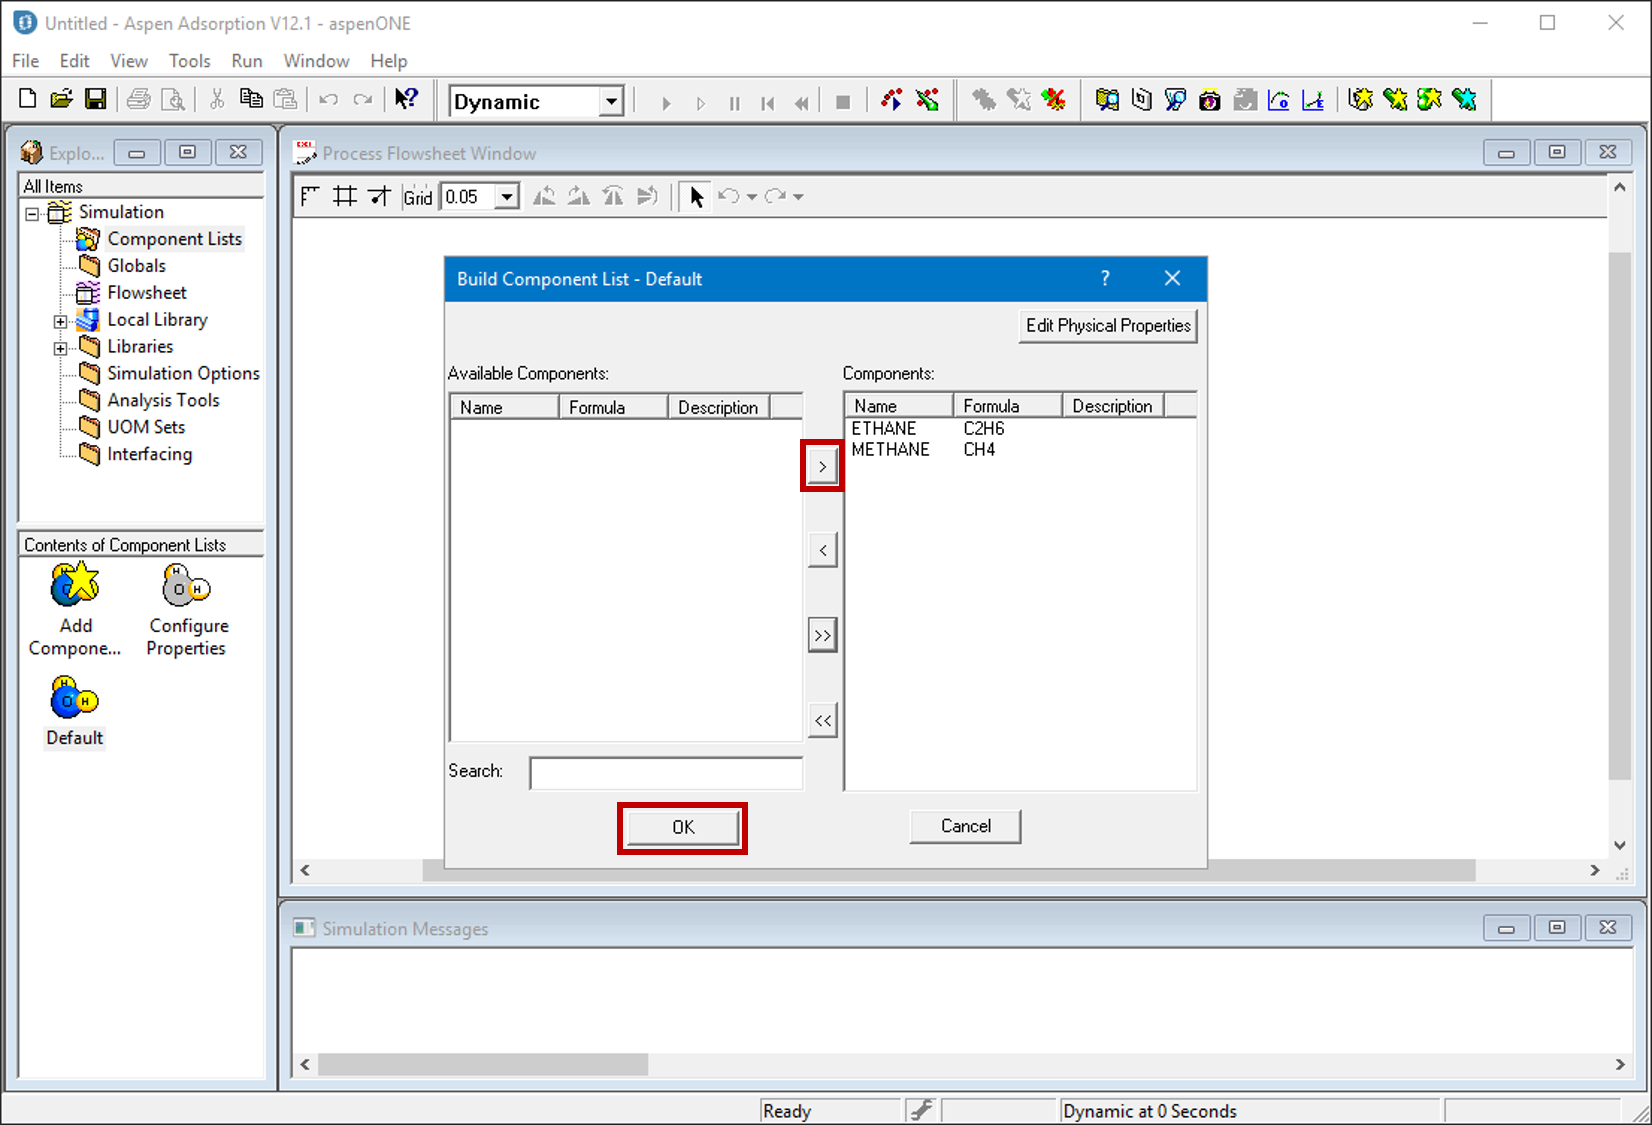 Untitled - Aspen Adsorption V12.1 - aspenONE
File Edit View Tools Run Window Help
Dynamic
Explo...
All Items
Simulation
Component Lists
Globals
Flowsheet
Local Library
Libraries
Simulation Options
Analysis Tools
UOM Sets
Interfacing
Contents of Component Lists
Add Compone...
Configure Properties
Default
Process Flowsheet Window
Grid 0.05
Build Component List - Default
?
Edit Physical Properties
Available Components:
Name Formula Description
Components:
Name Formula Description
ETHANE C2H6
METHANE CH4
>
<
>>
<<
Search:
OK
Cancel
Simulation Messages
Ready
Dynamic at 0 Seconds